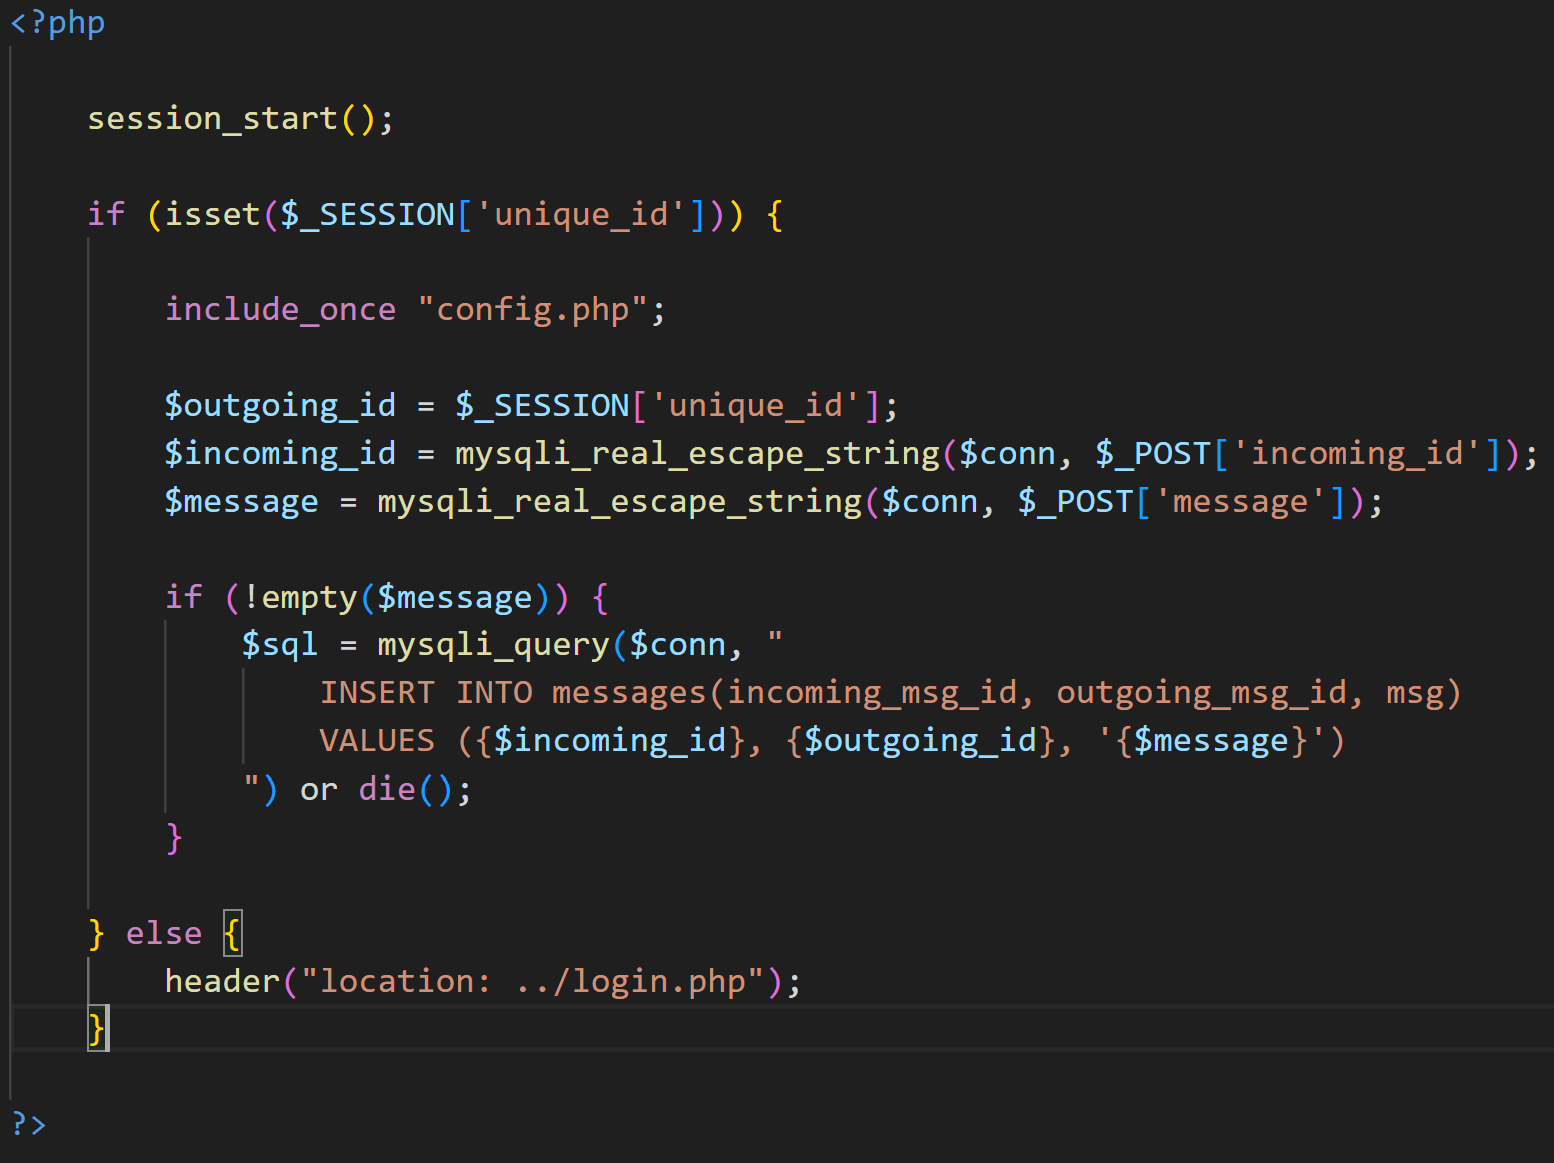 <?php
session_start();
if (isset($_SESSION['unique_id'])) {
include_once "config.php";
$outgoing_id = $_SESSION['unique_id'];
$incoming_id = mysqli_real_escape_string($conn, $_POST['incoming_id']);
$message = mysqli_real_escape_string($conn, $_POST['message']);
if (!empty($message)) {
$sql = mysqli_query($conn, "
INSERT INTO messages(incoming_msg_id, outgoing_msg_id, msg)
VALUES ({$incoming_id}, {$outgoing_id}, '{$message}')
") or die();
}
} else {
header("location: ../login.php");
}
?>